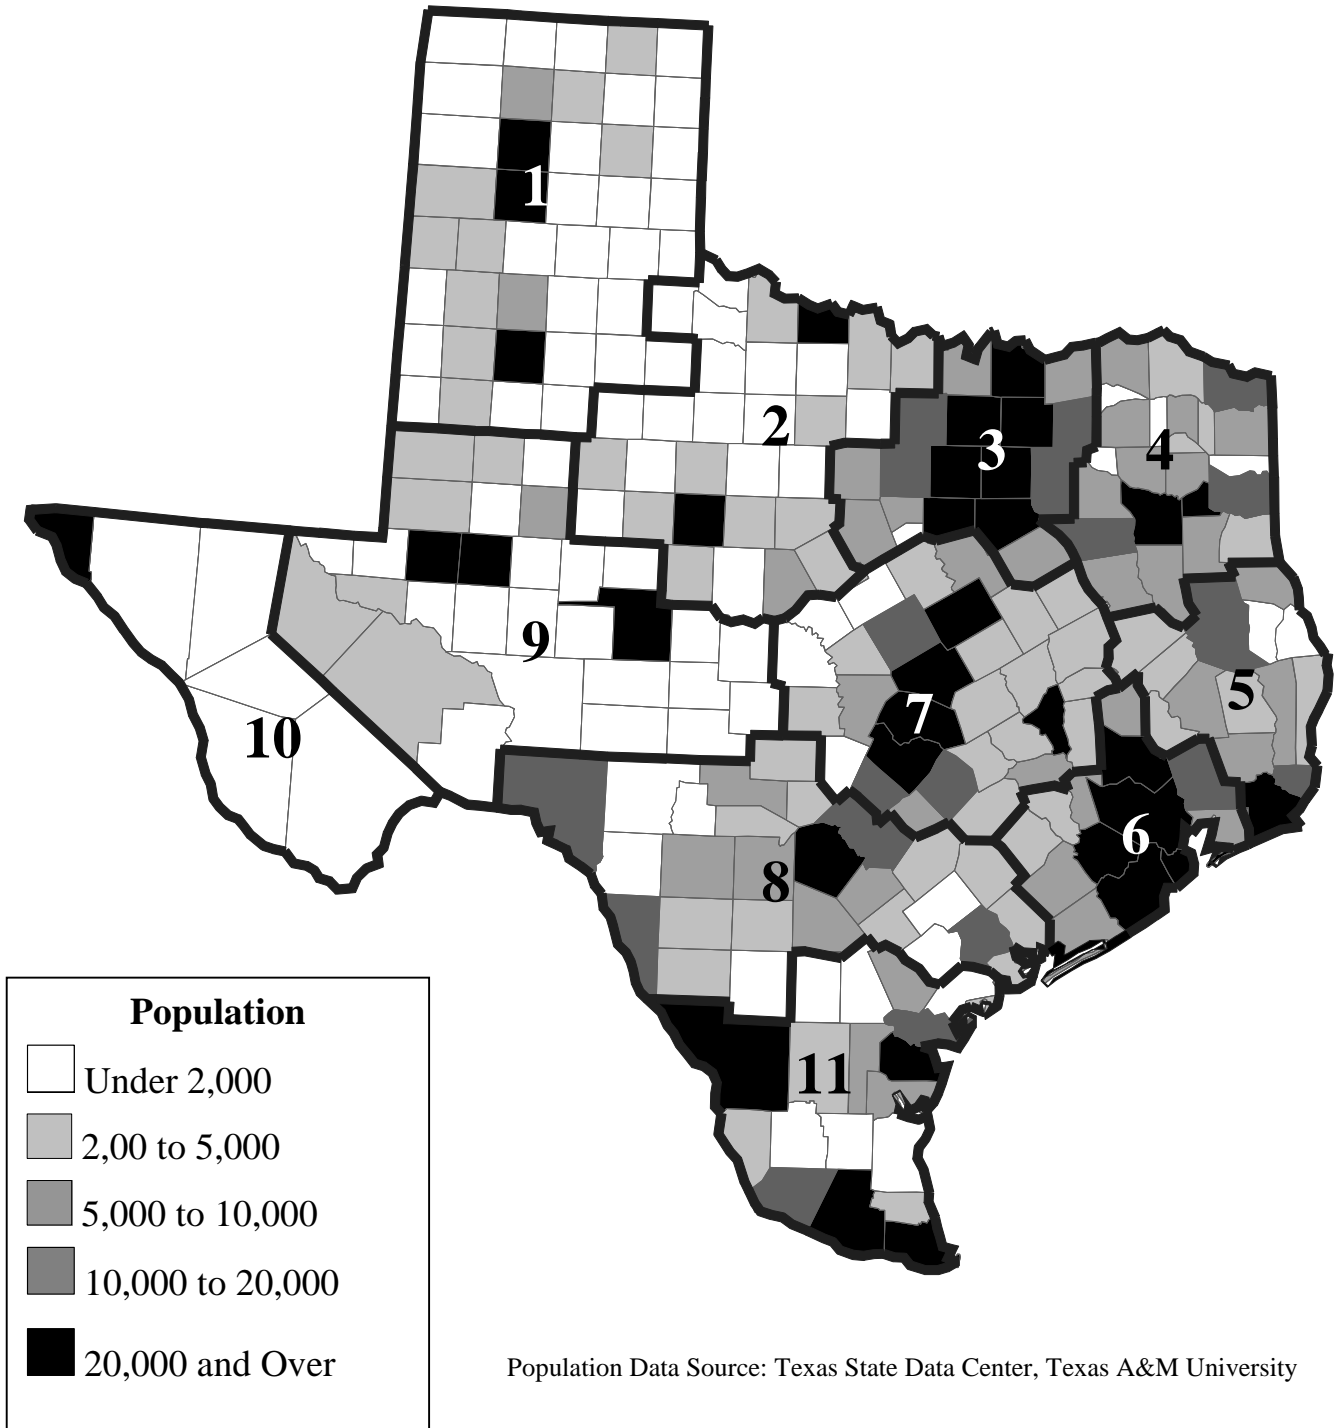 1
2
3
4
5
6
7
8
9
10
11
Population
Under 2,000
2,00 to 5,000
5,000 to 10,000
10,000 to 20,000
20,000 and Over
Population Data Source: Texas State Data Center, Texas A&M University